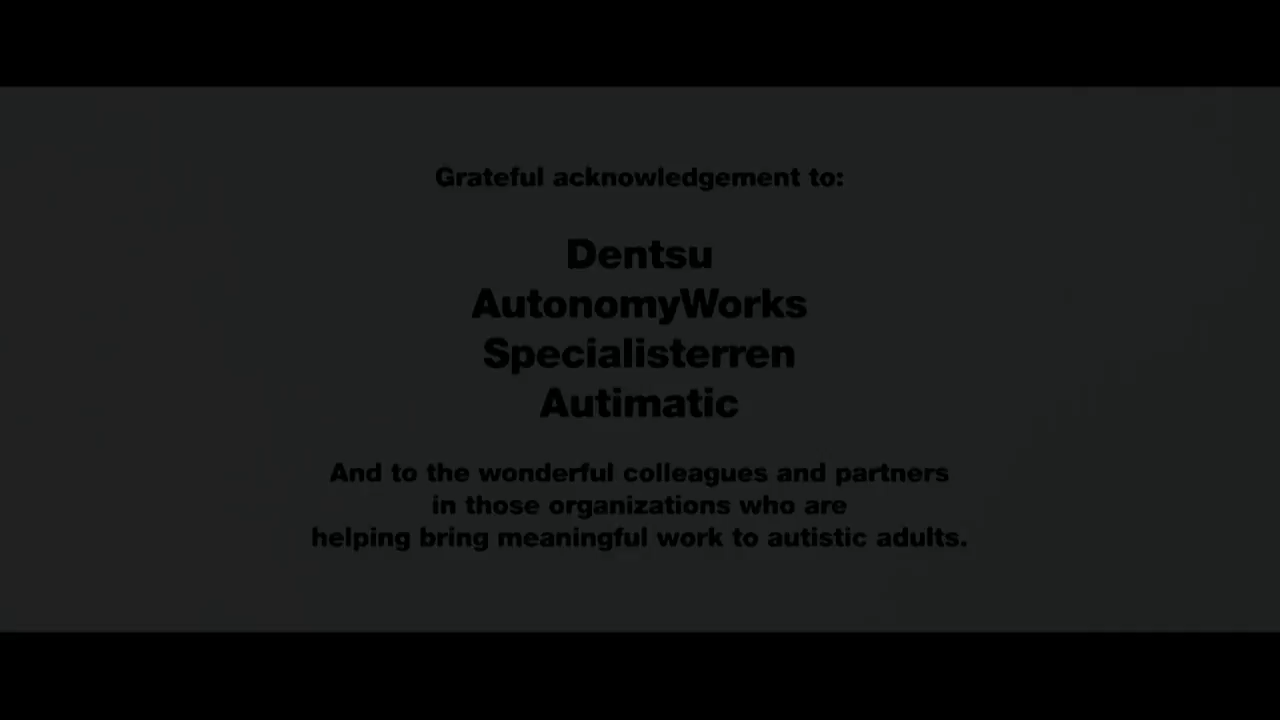 Grateful acknowledgement to:
Dentsu
AutonomyWorks
Specialisterren
Autimatic
And to the wonderful colleagues and partners
in those organizations who are
helping bring meaningful work to autistic adults.